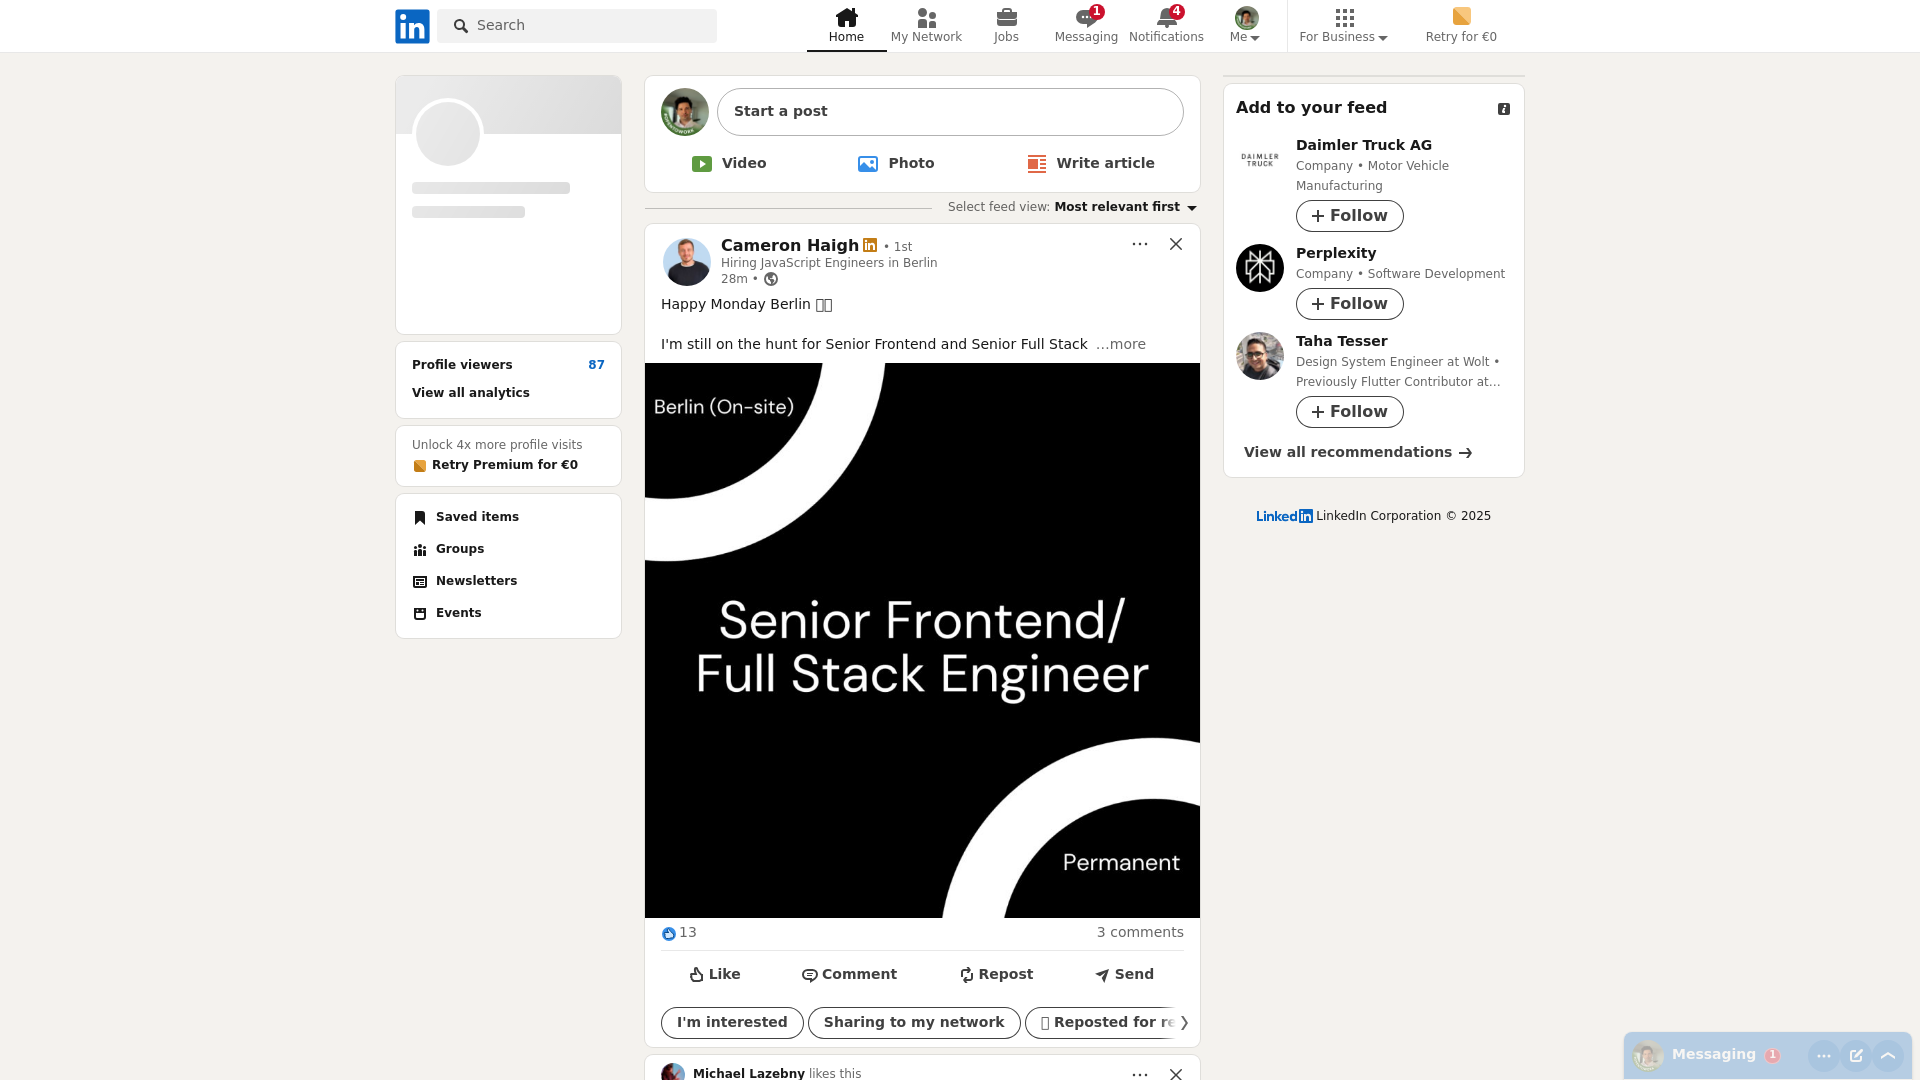 Search
Home
My Network
Jobs
1
Messaging
4
Notifications
Me
For Business
Retry for €0
Profile viewers 87
View all analytics
Unlock 4x more profile visits
Retry Premium for €0
Saved items
Groups
Newsletters
Events
Start a post
Video
Photo
Write article
Select feed view: Most relevant first
Cameron Haigh in • 1st
Hiring JavaScript Engineers in Berlin
28m •
Happy Monday Berlin
I'm still on the hunt for Senior Frontend and Senior Full Stack …more
Berlin (On-site)
Senior Frontend/
Full Stack Engineer
Permanent
13
3 comments
Like
Comment
Repost
Send
I'm interested
Sharing to my network
Reposted for re
Michael Lazebny likes this
Add to your feed
DAIMLER
TRUCK
Daimler Truck AG
Company • Motor Vehicle
Manufacturing
+ Follow
Perplexity
Company • Software Development
+ Follow
Taha Tesser
Design System Engineer at Wolt •
Previously Flutter Contributor at…
+ Follow
View all recommendations →
LinkedIn LinkedIn Corporation © 2025
Messaging 1